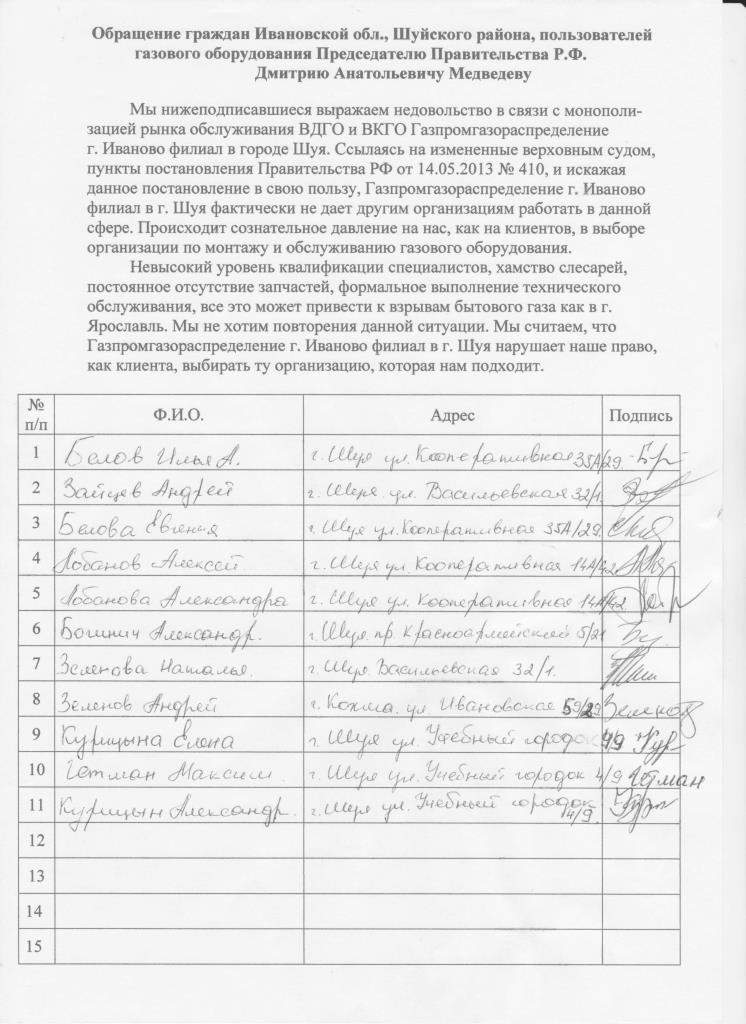 Обращение граждан Ивановской обл., Шуйского района, пользователей
газового оборудования Председателю Правительства Р.Ф.
Дмитрию Анатольевичу Медведеву
Мы нижеподписавшиеся выражаем недовольство в связи с монополи-
зацией рынка обслуживания ВДГО и ВКГО Газпромгазораспределение
г. Иваново филиал в городе Шуя. Ссылаясь на измененные верховным судом,
пункты постановления Правительства РФ от 14.05.2013 № 410, и искажая
данное постановление в свою пользу, Газпромгазораспределение г. Иваново
филиал в г. Шуя фактически не дает другим организациям работать в данной
сфере. Происходит сознательное давление на нас, как на клиентов, в выборе
организации по монтажу и обслуживанию газового оборудования.
Невысокий уровень квалификации специалистов, хамство слесарей,
постоянное отсутствие запчастей, формальное выполнение технического
обслуживания, все это может привести к взрывам бытового газа как в г.
Ярославль. Мы не хотим повторения данной ситуации. Мы считаем, что
Газпромгазораспределение г. Иваново филиал в г. Шуя нарушает наше право,
как клиента, выбирать ту организацию, которая нам подходит.
№ п/п Ф.И.О. Адрес Подпись
1 Белов Илья А. г. Шуя ул. Кооперативная 35А/29.
2 Зайцев Андрей г. Шуя. ул. Васильевская 32/1.
3 Белова Евгения г. Шуя ул. Кооперативная 35А/29.
4 Лобанов Алексей. г. Шуя ул. Кооперативная 14А/42
5 Лобанова Александра г. Шуя ул. Кооперативная 14А/42
6 Александр. г. Шуя. пр. Красноармейский 5/21
7 Зеленова Наталья. г. Шуя. Васильевская 32/1.
8 Зеленов Андрей г. Кохма. ул. Ивановская Зеленов
9 Курицына Елена г. Шуя ул. Учебный городок 4/9 Кур
10 Гетман Максим. г. Шуя ул. Учебный городок 4/9 Гетман
11 Курицын Александр. г. Шуя ул. Учебный городок 4/9.
12
13
14
15